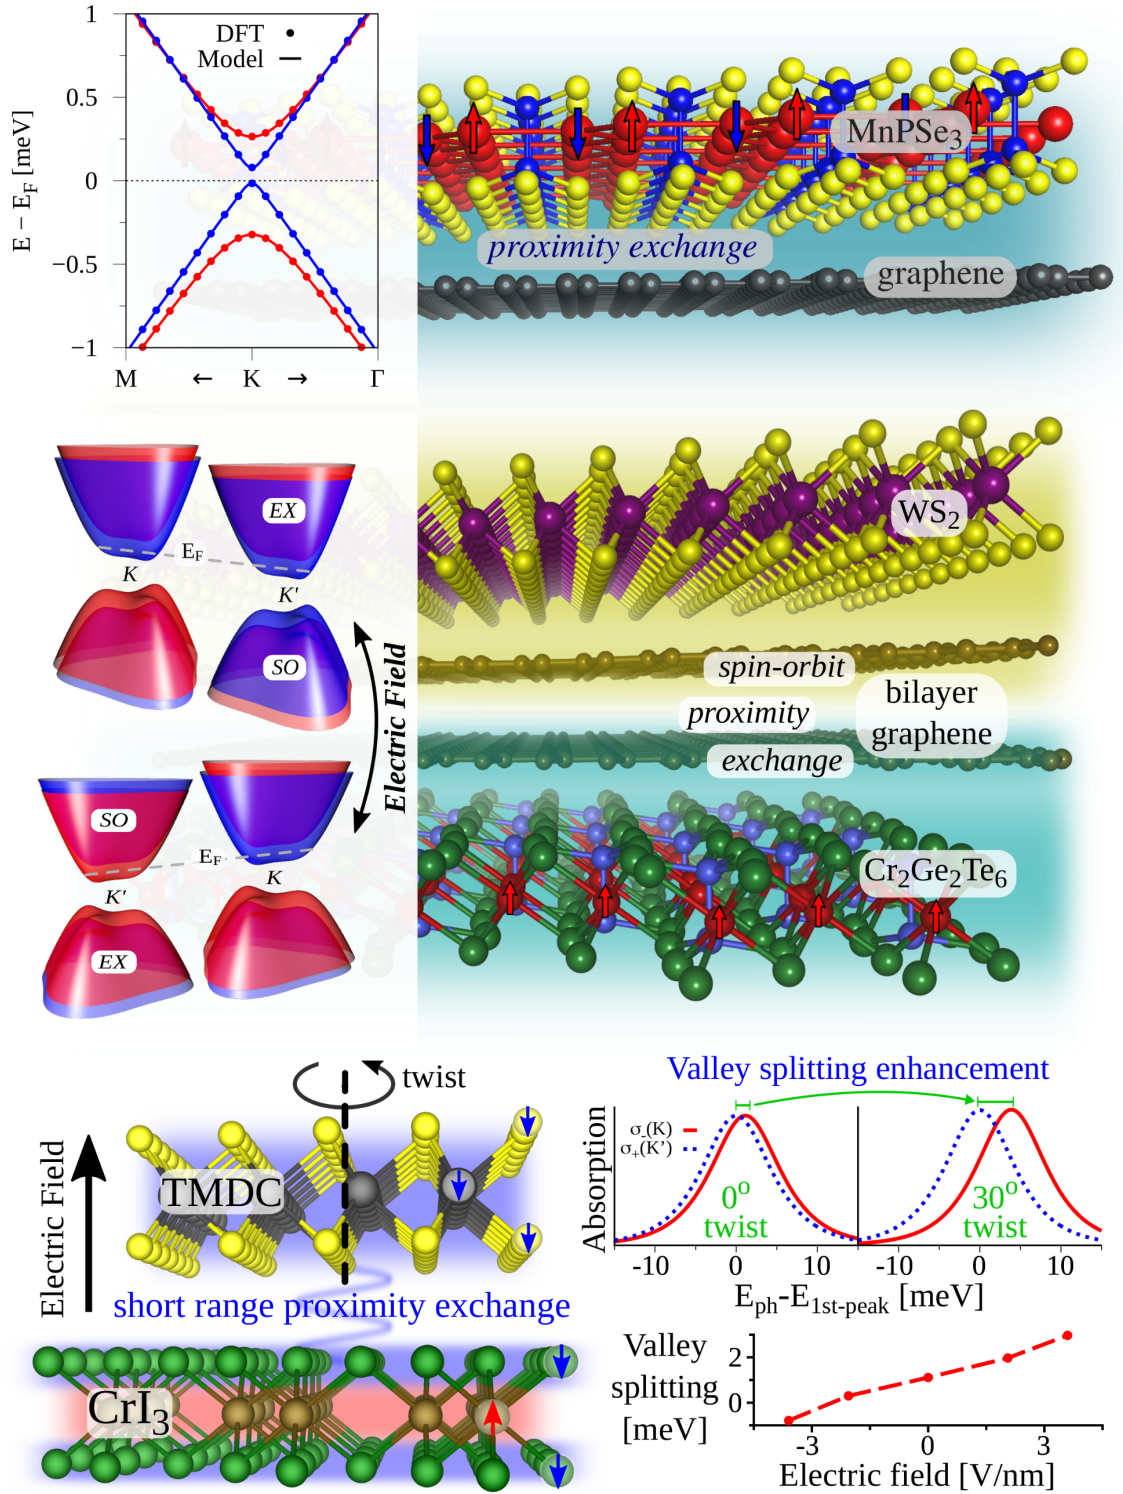 1
0.5
0
−0.5
−1
E − E_F [meV]
DFT
Model
M ← K → Γ
MnPSe₃
proximity exchange
graphene
EX
E_F
K
K'
SO
Electric Field
SO
E_F
K
K'
EX
WS₂
spin-orbit
proximity
exchange
bilayer
graphene
Cr₂Ge₂Te₆
twist
Electric Field
TMDC
short range proximity exchange
CrI₃
Valley splitting enhancement
Absorption
σ₋(K)
σ₊(K')
0°
twist
30°
twist
-10 0 10 -10 0 10
E_ph-E_1st-peak [meV]
Valley
splitting
[meV]
2
0
-3 0 3
Electric field [V/nm]